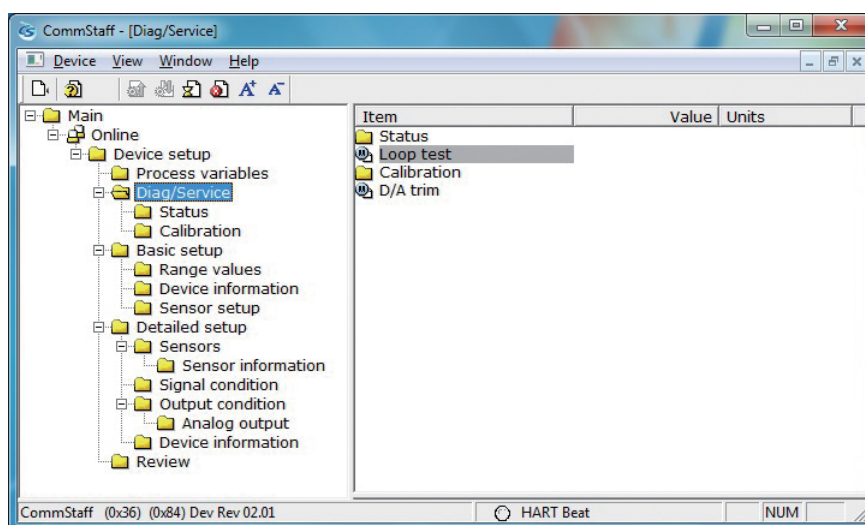 CommStaff - [Diag/Service]
Device View Window Help
Main
Online
Device setup
Process variables
Diag/Service
Status
Calibration
Basic setup
Range values
Device information
Sensor setup
Detailed setup
Sensors
Sensor information
Signal condition
Output condition
Analog output
Device information
Review
Item Value Units
Status
Loop test
Calibration
D/A trim
CommStaff (0x36) (0x84) Dev Rev 02.01 HART Beat NUM